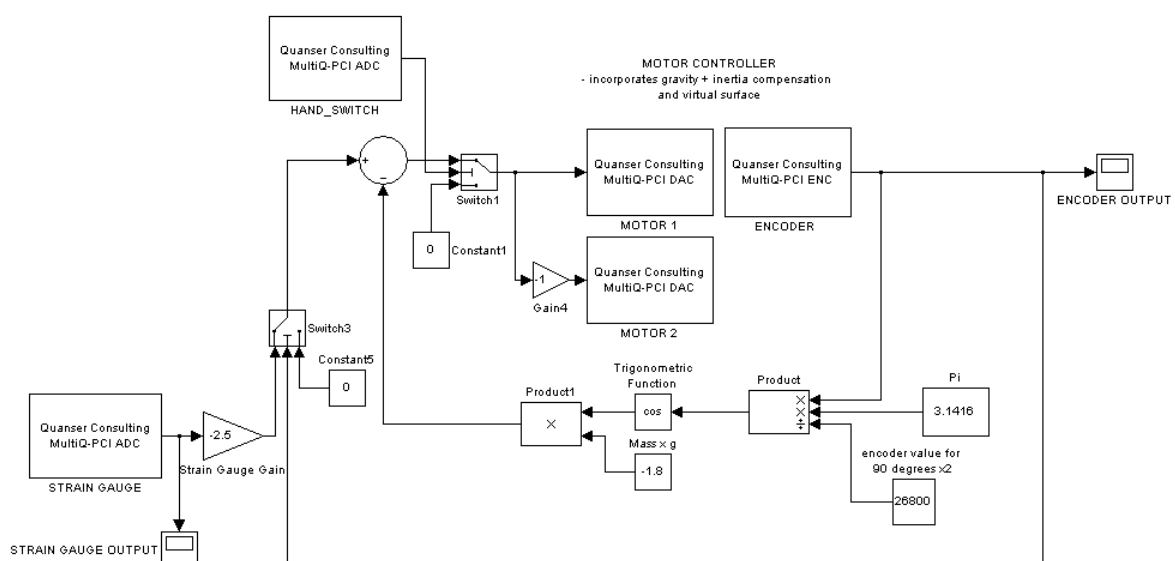 Quanser Consulting
MultiQ-PCI ADC
HAND_SWITCH
MOTOR CONTROLLER
- incorporates gravity + inertia compensation
and virtual surface
+
-
Switch1
0
Constant1
Quanser Consulting
MultiQ-PCI DAC
MOTOR 1
Quanser Consulting
MultiQ-PCI ENC
ENCODER
ENCODER OUTPUT
-1
Gain4
Quanser Consulting
MultiQ-PCI DAC
MOTOR 2
Switch3
Constant5
0
Quanser Consulting
MultiQ-PCI ADC
STRAIN GAUGE
-2.5
Strain Gauge Gain
STRAIN GAUGE OUTPUT
Product1
×
Trigonometric
Function
cos
Mass x g
-1.8
Product
×
×
÷
Pi
3.1416
encoder value for
90 degrees x2
26800